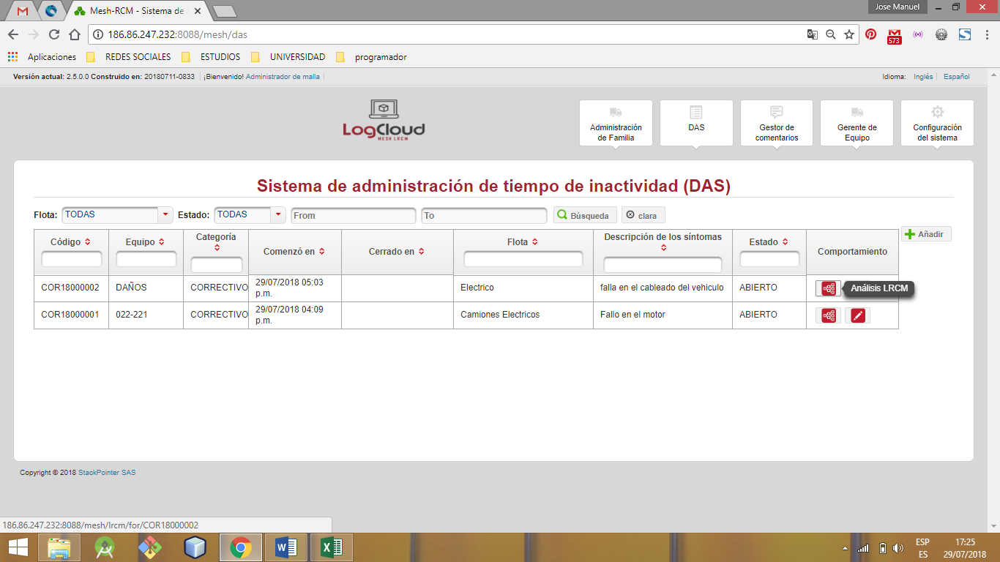 Jose Manuel
Mesh-RCM - Sistema de
186.86.247.232:8088/mesh/das
573
Aplicaciones REDES SOCIALES ESTUDIOS UNIVERSIDAD programador
Versión actual: 2.5.0.0 Construido en: 20180711-0833 ¡Bienvenido! Administrador de malla
Idioma: Inglés Español
LogCloud
MESH LRCM
Administración
de Familia
DAS
Gestor de
comentarios
Gerente de
Equipo
Configuración
del sistema
Sistema de administración de tiempo de inactividad (DAS)
Flota: TODAS Estado: TODAS From To Búsqueda clara
Añadir
Código Equipo Categoría Comenzó en Cerrado en Flota Descripción de los síntomas Estado Comportamiento
COR18000002 DAÑOS CORRECTIVO 29/07/2018 05:03 p.m. Electrico falla en el cableado del vehiculo ABIERTO Análisis LRCM
COR18000001 022-221 CORRECTIVO 29/07/2018 04:09 p.m. Camiones Electricos Fallo en el motor ABIERTO
Copyright © 2018 StackPointer SAS
186.86.247.232:8088/mesh/lrcm/for/COR18000002
ESP
ES
17:25
29/07/2018